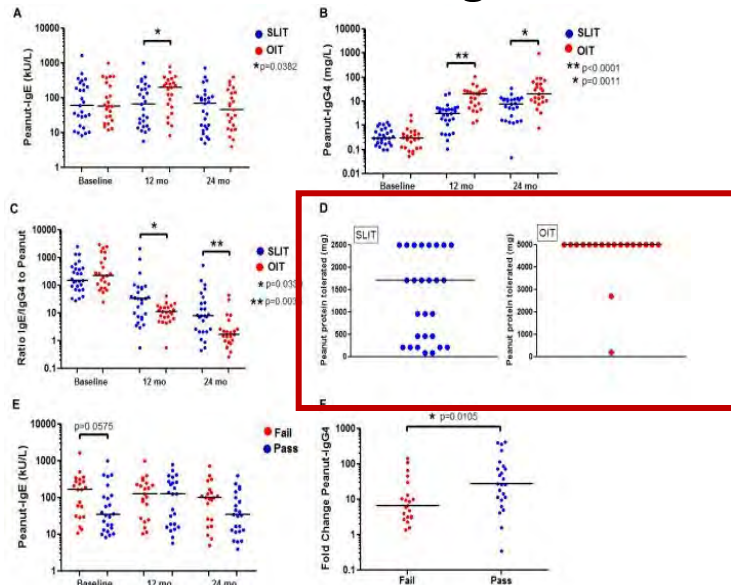 A
Peanut-IgE (kU/L)
10000
1000
100
10
1
*
Baseline
12 mo
24 mo
SLIT
OIT
*p=0.0382
B
Peanut-IgG4 (mg/L)
10000
1000
100
10
1
0.1
0.01
**
*
Baseline
12 mo
24 mo
SLIT
OIT
** p<0.0001
* p=0.0011
C
Ratio IgE/IgG4 to Peanut
10000
1000
100
10
1
0.1
*
**
Baseline
12 mo
24 mo
SLIT
OIT
D
SLIT
Peanut protein tolerated (mg)
2500
2000
1500
1000
500
0
OIT
Peanut protein tolerated (mg)
5000
4000
3000
2000
1000
0
E
Peanut-IgE (kU/L)
10000
1000
100
10
1
p=0.0575
Baseline
12 mo
24 mo
Fail
Pass
Fold Change Peanut-IgG4
1000
100
10
1
0.1
* p=0.0105
Fail
Pass